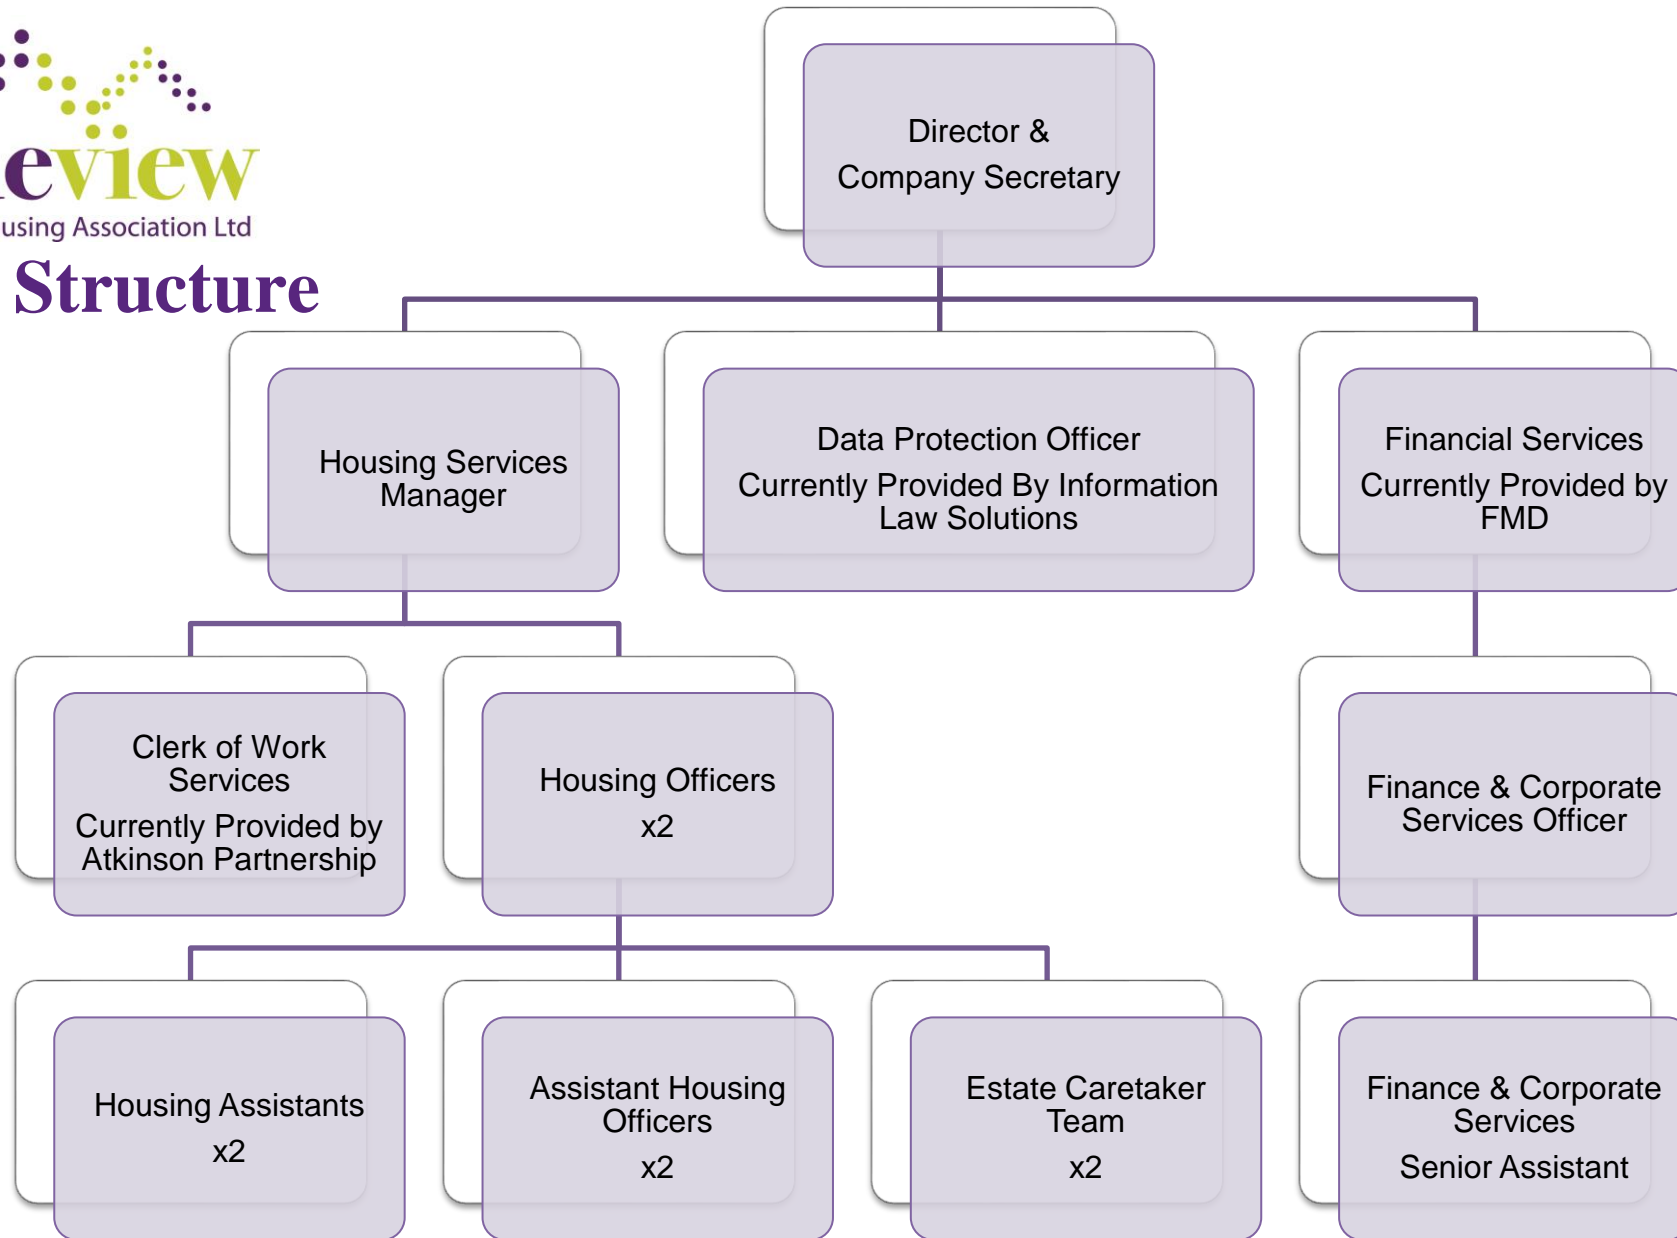 eview
using Association Ltd
Structure
Director &
Company Secretary
Housing Services
Manager
Data Protection Officer
Currently Provided By Information
Law Solutions
Financial Services
Currently Provided by
FMD
Clerk of Work
Services
Currently Provided by
Atkinson Partnership
Housing Officers
x2
Finance & Corporate
Services Officer
Housing Assistants
x2
Assistant Housing
Officers
x2
Estate Caretaker
Team
x2
Finance & Corporate
Services
Senior Assistant